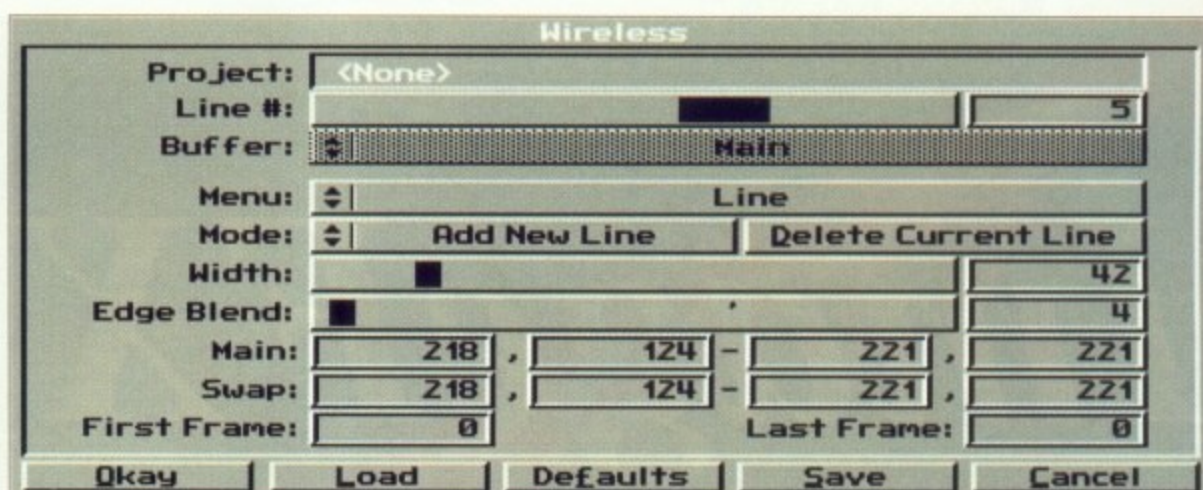 Wireless
Project: <None>
Line #: 5
Buffer: Main
Menu: Line
Mode: Add New Line Delete Current Line
Width: 42
Edge Blend: 4
Main: 218 , 124 - 221 , 221
Swap: 218 , 124 - 221 , 221
First Frame: 0 Last Frame: 0
Okay Load Defaults Save Cancel